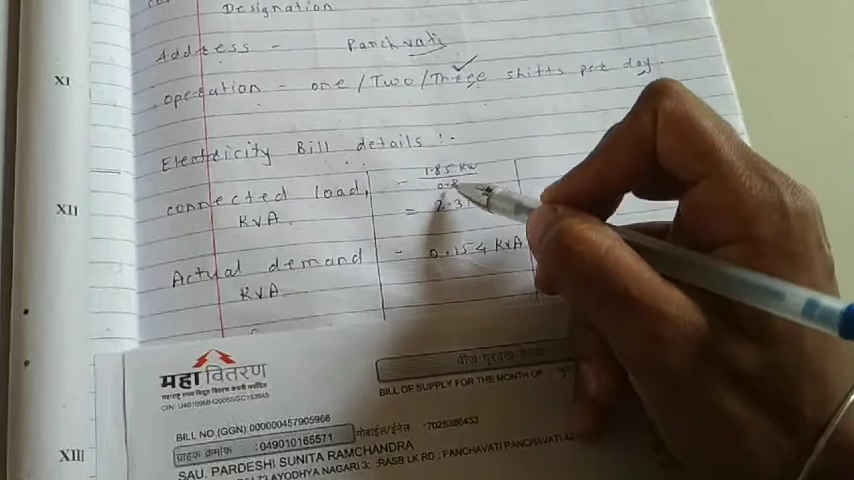 Designation
Address - Panchvati
operation - one / Two / Three shifts per day.
XI
Electricity Bill details :-
connected load, - 1.85 KW
0.8
KVA = 2.31
XII
Actual demand - 0.154 KVA
KVA
महावितरण
वीज पुरवठा
BILL OF SUPPLY FOR THE MONTH OF
BILL NO.(GGN):000000457905968
ग्राहक क्रमांक :049010165571 मोबाईल/ईमेल :7028386433
SAU. PARDESHI SUNITA RAMCHANDRA
AYODHYA NAGARI 3; RASB LK RD ; PANCHAVATI PANCHAVATI
XIII